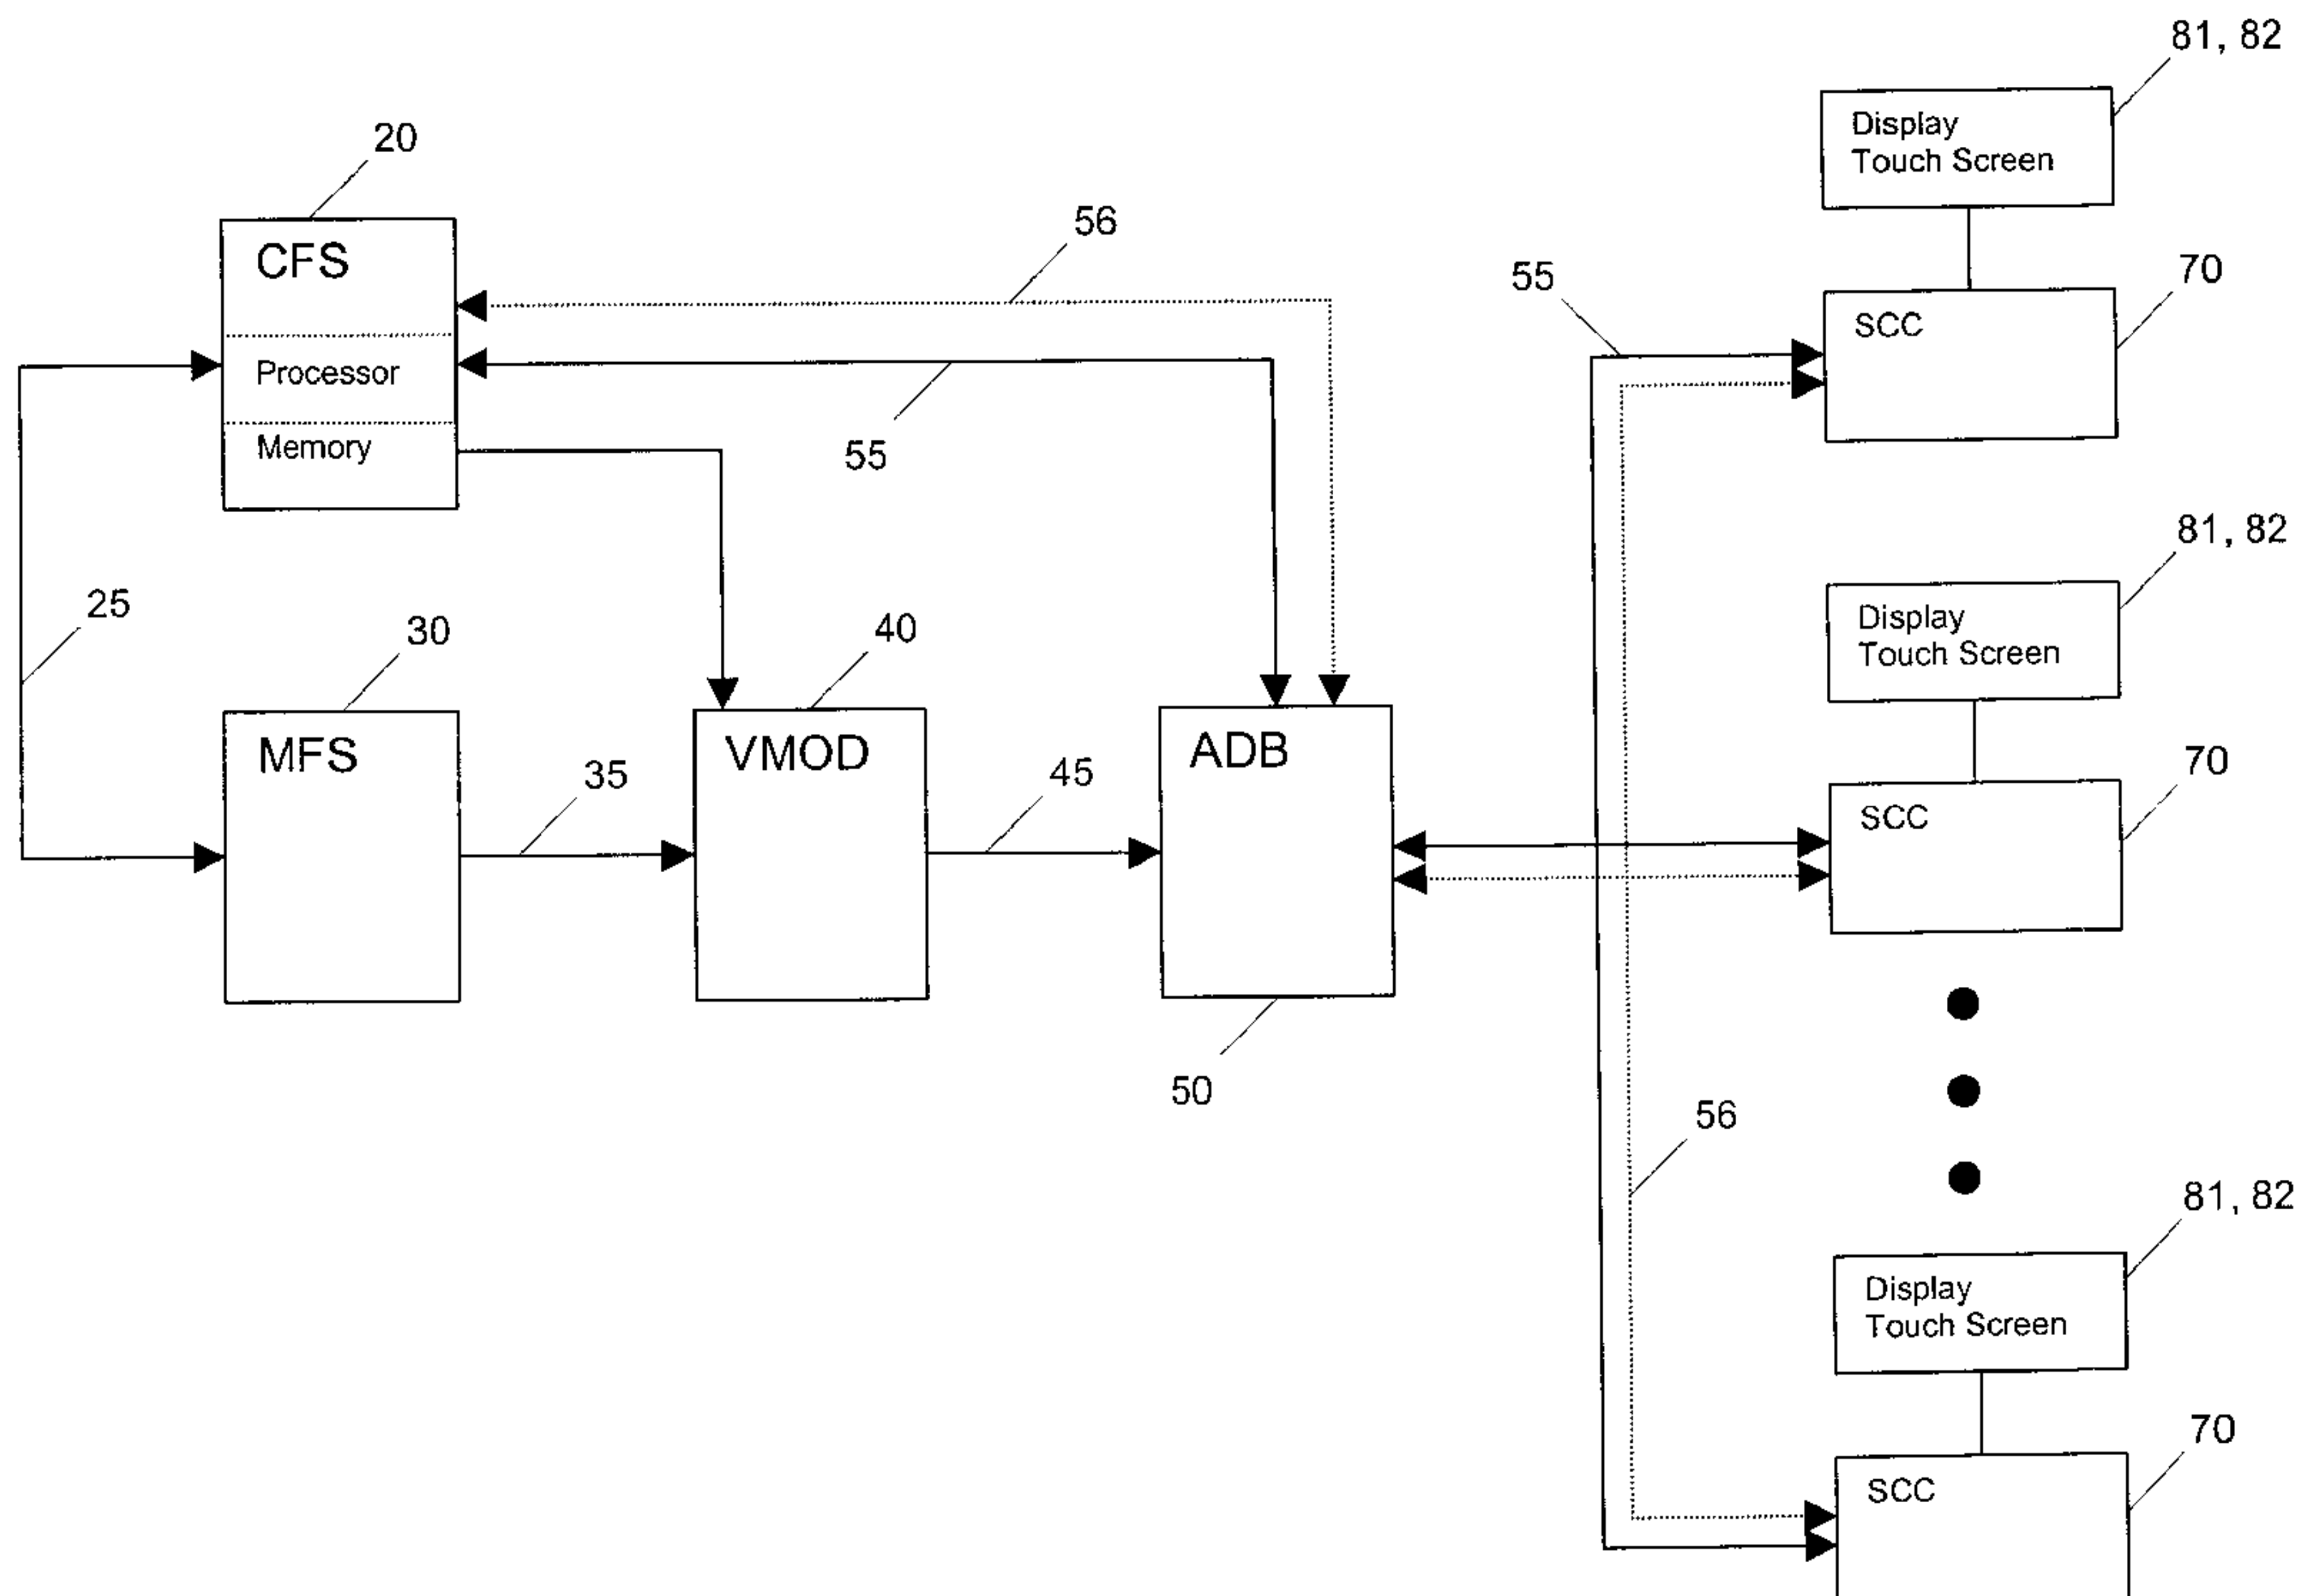 81, 82
Display
Touch Screen
20
CFS
Processor
Memory
56
55
55
70
SCC
25
30
MFS
35
40
VMOD
45
ADB
50
81, 82
Display
Touch Screen
70
SCC
56
81, 82
Display
Touch Screen
70
SCC